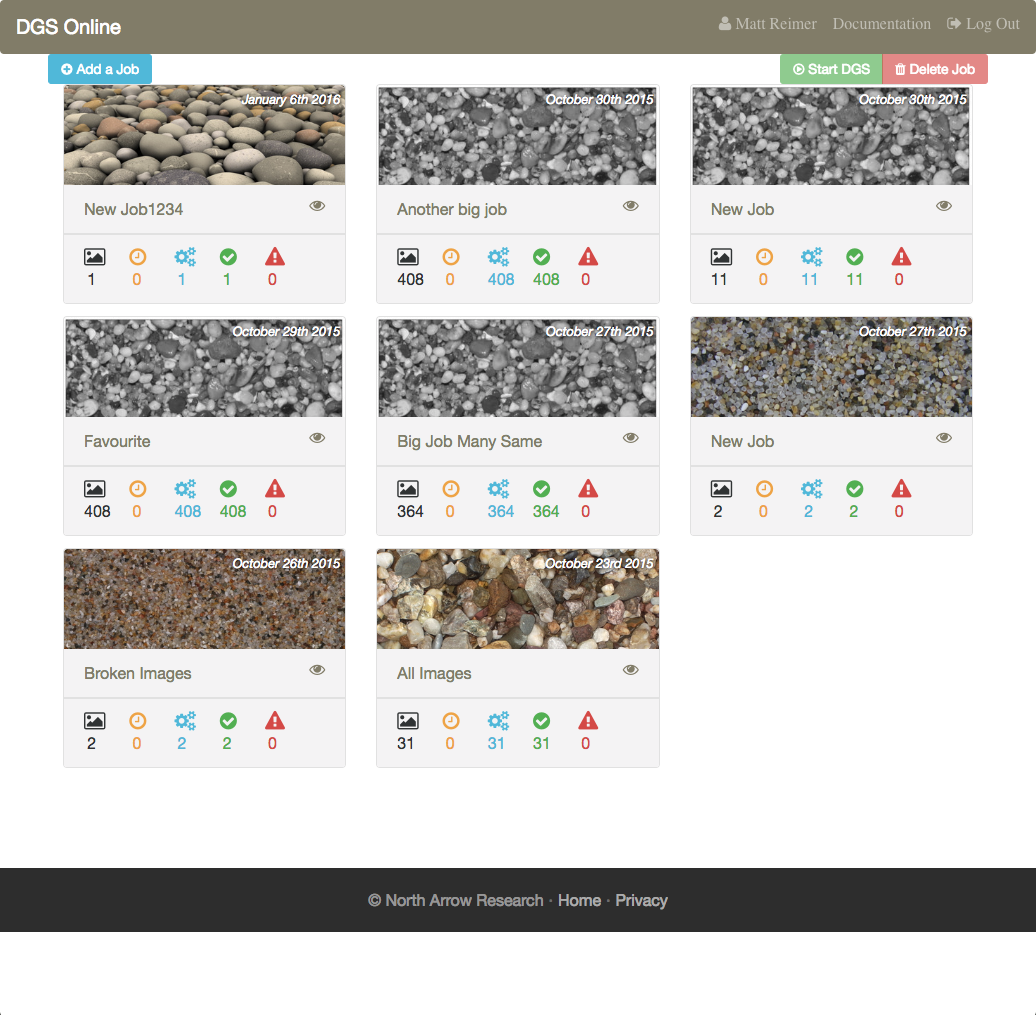 DGS Online
Matt Reimer Documentation Log Out
Add a Job
Start DGS Delete Job
January 6th 2016
New Job1234
1 0 1 1 0
October 30th 2015
Another big job
408 0 408 408 0
October 30th 2015
New Job
11 0 11 11 0
October 29th 2015
Favourite
408 0 408 408 0
October 27th 2015
Big Job Many Same
364 0 364 364 0
October 27th 2015
New Job
2 0 2 2 0
October 26th 2015
Broken Images
2 0 2 2 0
October 23rd 2015
All Images
31 0 31 31 0
© North Arrow Research · Home · Privacy